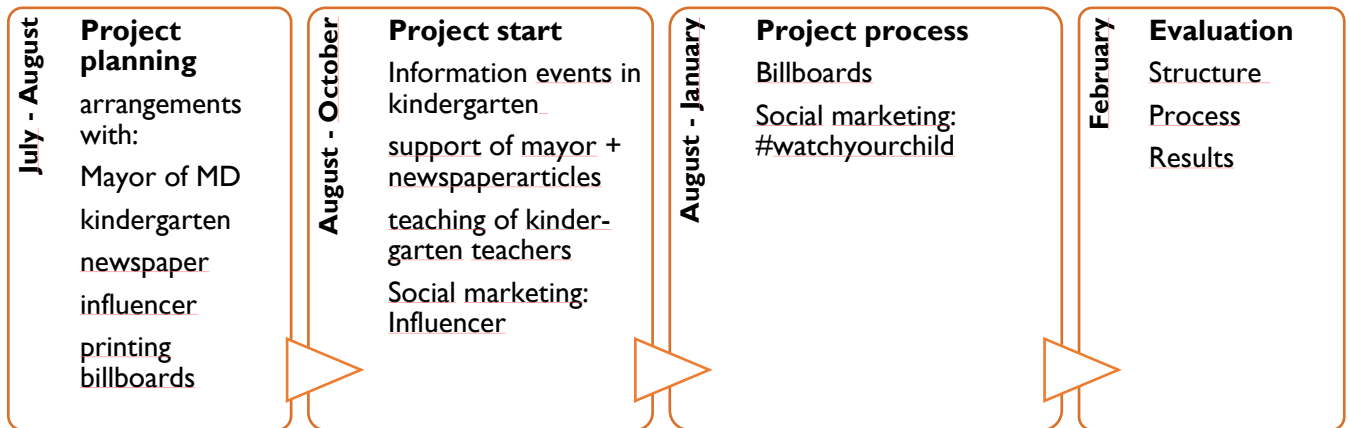 July - August
Project
planning
arrangements
with:
Mayor of MD
kindergarten
newspaper
influencer
printing
billboards
August - October
Project start
Information events in
kindergarten
support of mayor +
newspaperarticles
teaching of kinder-
garten teachers
Social marketing:
Influencer
August - January
Project process
Billboards
Social marketing:
#watchyourchild
February
Evaluation
Structure
Process
Results